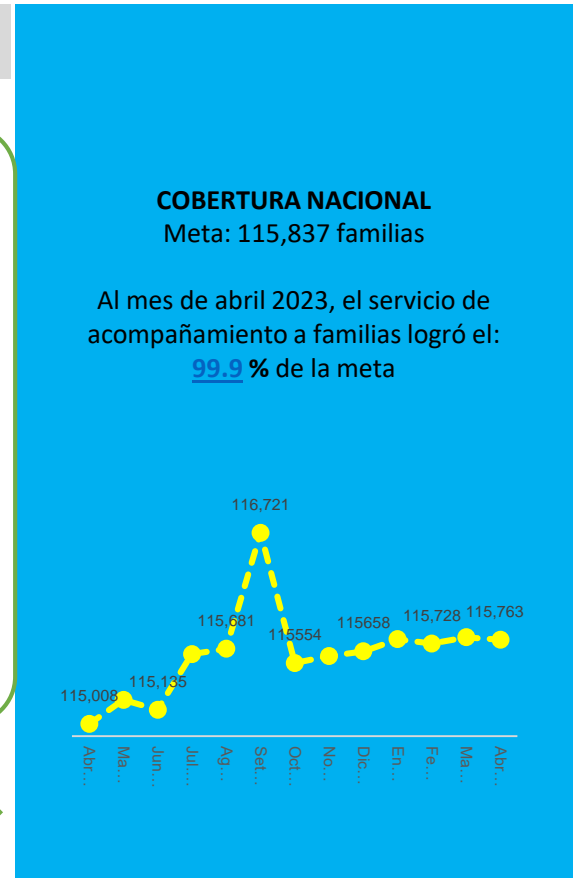 COBERTURA NACIONAL
Meta: 115,837 familias
Al mes de abril 2023, el servicio de
acompañamiento a familias logró el:
99.9 % de la meta
116,721
115,681
115554
115658
115,728
115,763
115,008
115,135
Abr...
Ma...
Jun...
Jul...
Ag...
Set...
Oct...
No...
Dic...
En...
Fe...
Ma...
Abr...